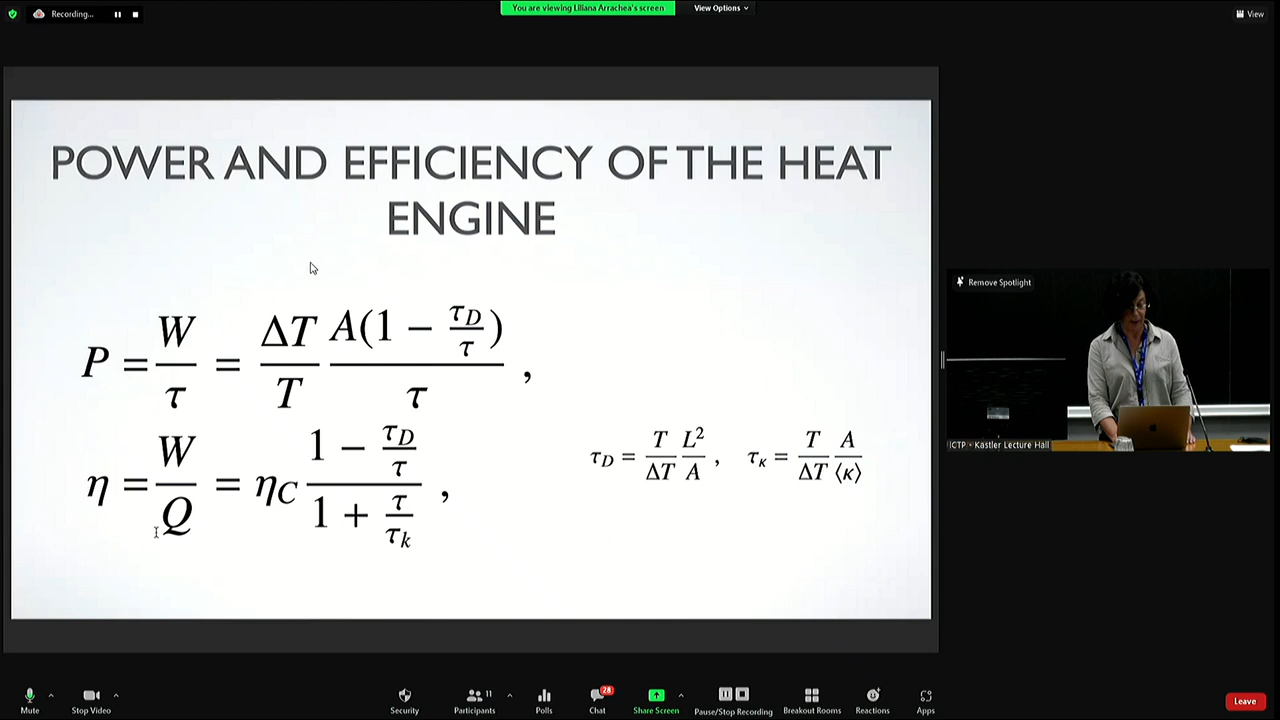 Recording...
You are viewing Liliana Arrachea's screen
View Options
View
POWER AND EFFICIENCY OF THE HEAT
ENGINE
P = W/τ = ΔT/T A(1 − τ_D/τ)/τ ,
η = W/Q = η_C (1 − τ_D/τ)/(1 + τ/τ_k) ,
τ_D = T/ΔT L²/A , τ_κ = T/ΔT A/⟨κ⟩
Remove Spotlight
ICTP - Kastler Lecture Hall
Mute
Stop Video
Security
Participants
11
Polls
Chat
28
Share Screen
Pause/Stop Recording
Breakout Rooms
Reactions
Apps
Leave